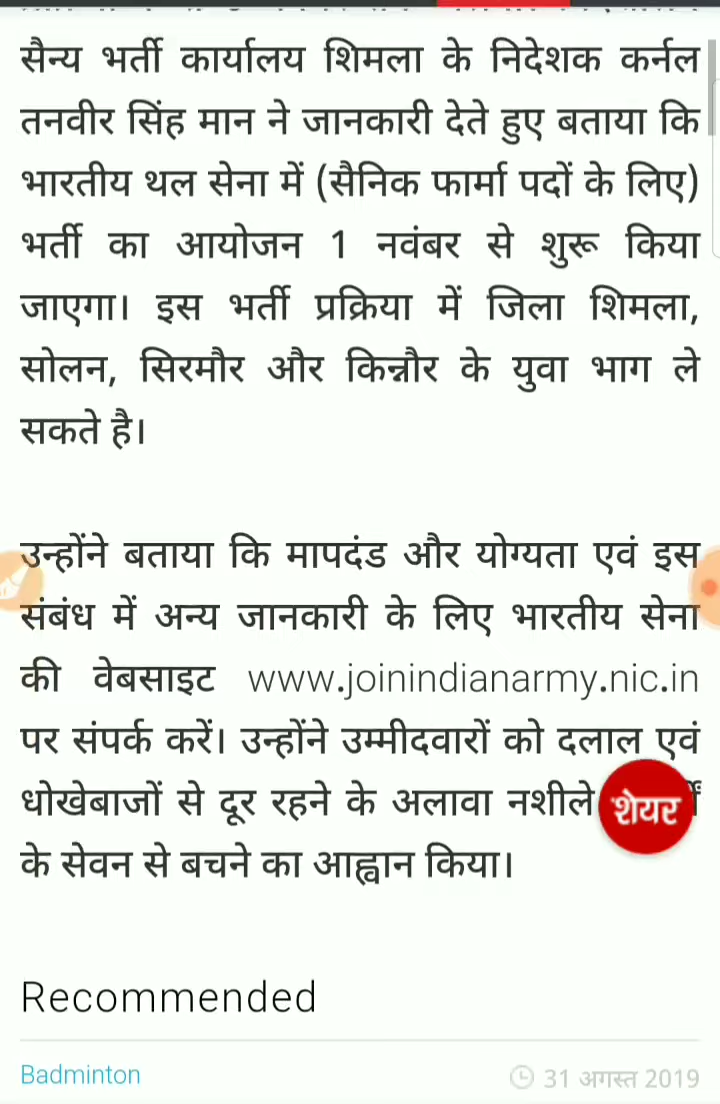 सैन्य भर्ती कार्यालय शिमला के निदेशक कर्नल
तनवीर सिंह मान ने जानकारी देते हुए बताया कि
भारतीय थल सेना में (सैनिक फार्मा पदों के लिए)
भर्ती का आयोजन 1 नवंबर से शुरू किया
जाएगा। इस भर्ती प्रक्रिया में जिला शिमला,
सोलन, सिरमौर और किन्नौर के युवा भाग ले
सकते है।
उन्होंने बताया कि मापदंड और योग्यता एवं इस
संबंध में अन्य जानकारी के लिए भारतीय सेना
की वेबसाइट www.joinindianarmy.nic.in
पर संपर्क करें। उन्होंने उम्मीदवारों को दलाल एवं
धोखेबाजों से दूर रहने के अलावा नशीले
शेयर
के सेवन से बचने का आह्वान किया।
Recommended
Badminton
31 अगस्त 2019